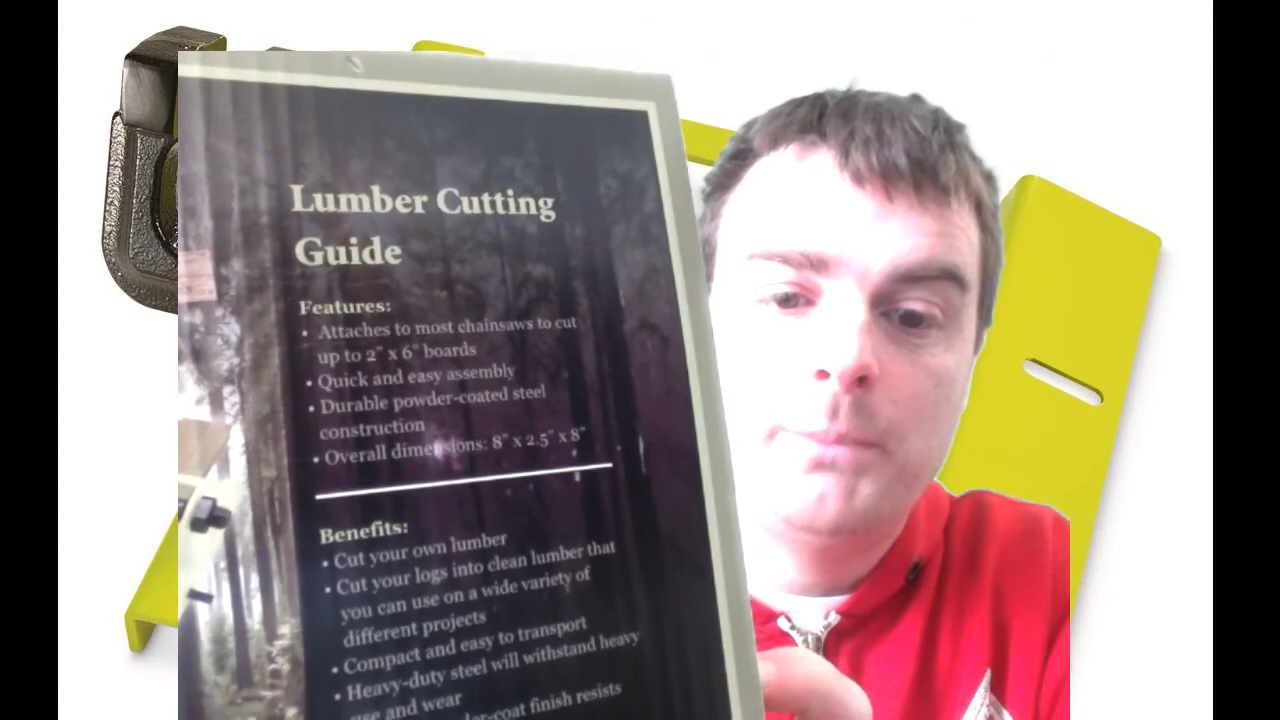 Lumber Cutting
Guide
Features:
• Attaches to most chainsaws to cut
up to 2" x 6" boards
• Quick and easy assembly
• Durable powder-coated steel
construction
• Overall dimensions: 8" x 2.5" x 8"
Benefits:
• Cut your own lumber
• Cut your logs into clean lumber that
you can use on a wide variety of
different projects
• Compact and easy to transport
• Heavy-duty steel will withstand heavy
use and wear
finish resists